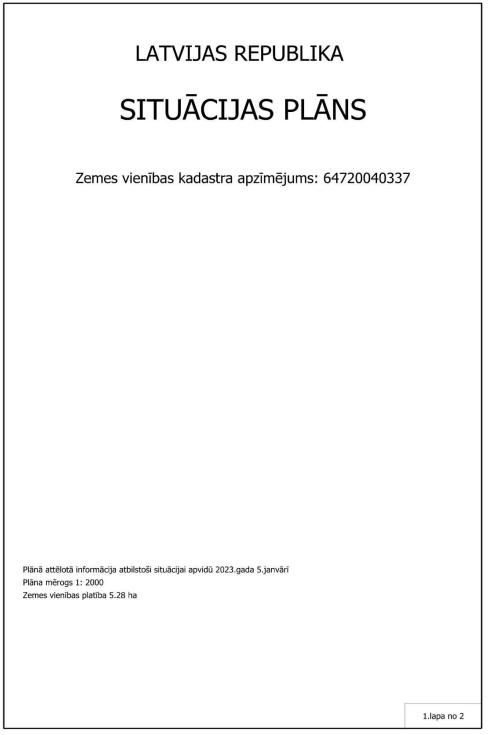 LATVIJAS REPUBLIKA
SITUĀCIJAS PLĀNS
Zemes vienības kadastra apzīmējums: 64720040337
Plānā attēlotā informācija atbilstoši situācijai apvidū 2023.gada 5.janvārī
Plāna mērogs 1: 2000
Zemes vienības platība 5.28 ha
1.lapa no 2